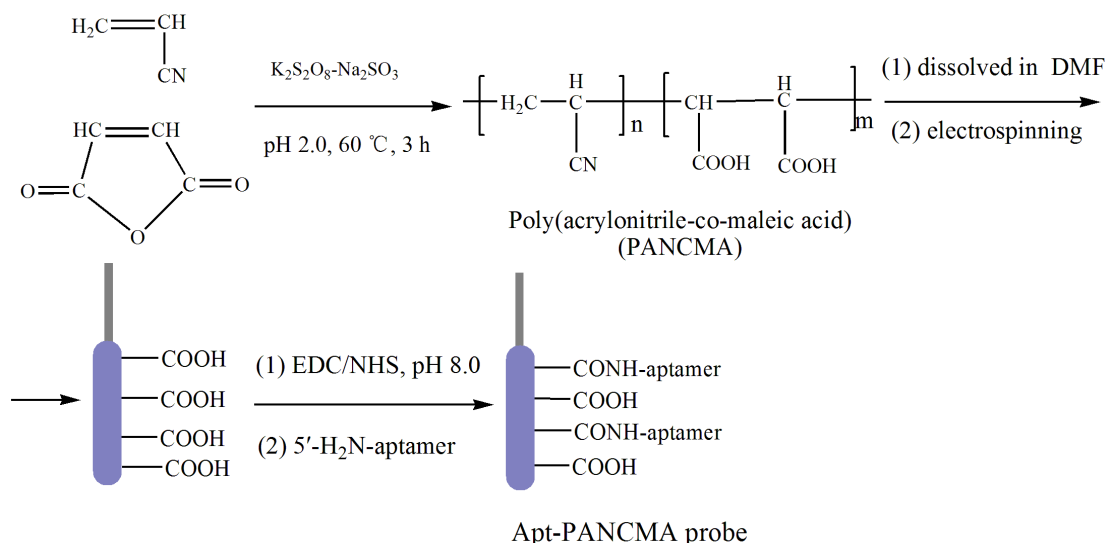 H₂C CH
CN
HC CH
O C C O
O
K₂S₂O₈-Na₂SO₃
pH 2.0, 60 ℃, 3 h
H₂C H C n CH H C m
CN COOH COOH
(1) dissolved in DMF
(2) electrospinning
Poly(acrylonitrile-co-maleic acid)
(PANCMA)
COOH
COOH
COOH
COOH
(1) EDC/NHS, pH 8.0
(2) 5′-H₂N-aptamer
CONH-aptamer
COOH
CONH-aptamer
COOH
Apt-PANCMA probe